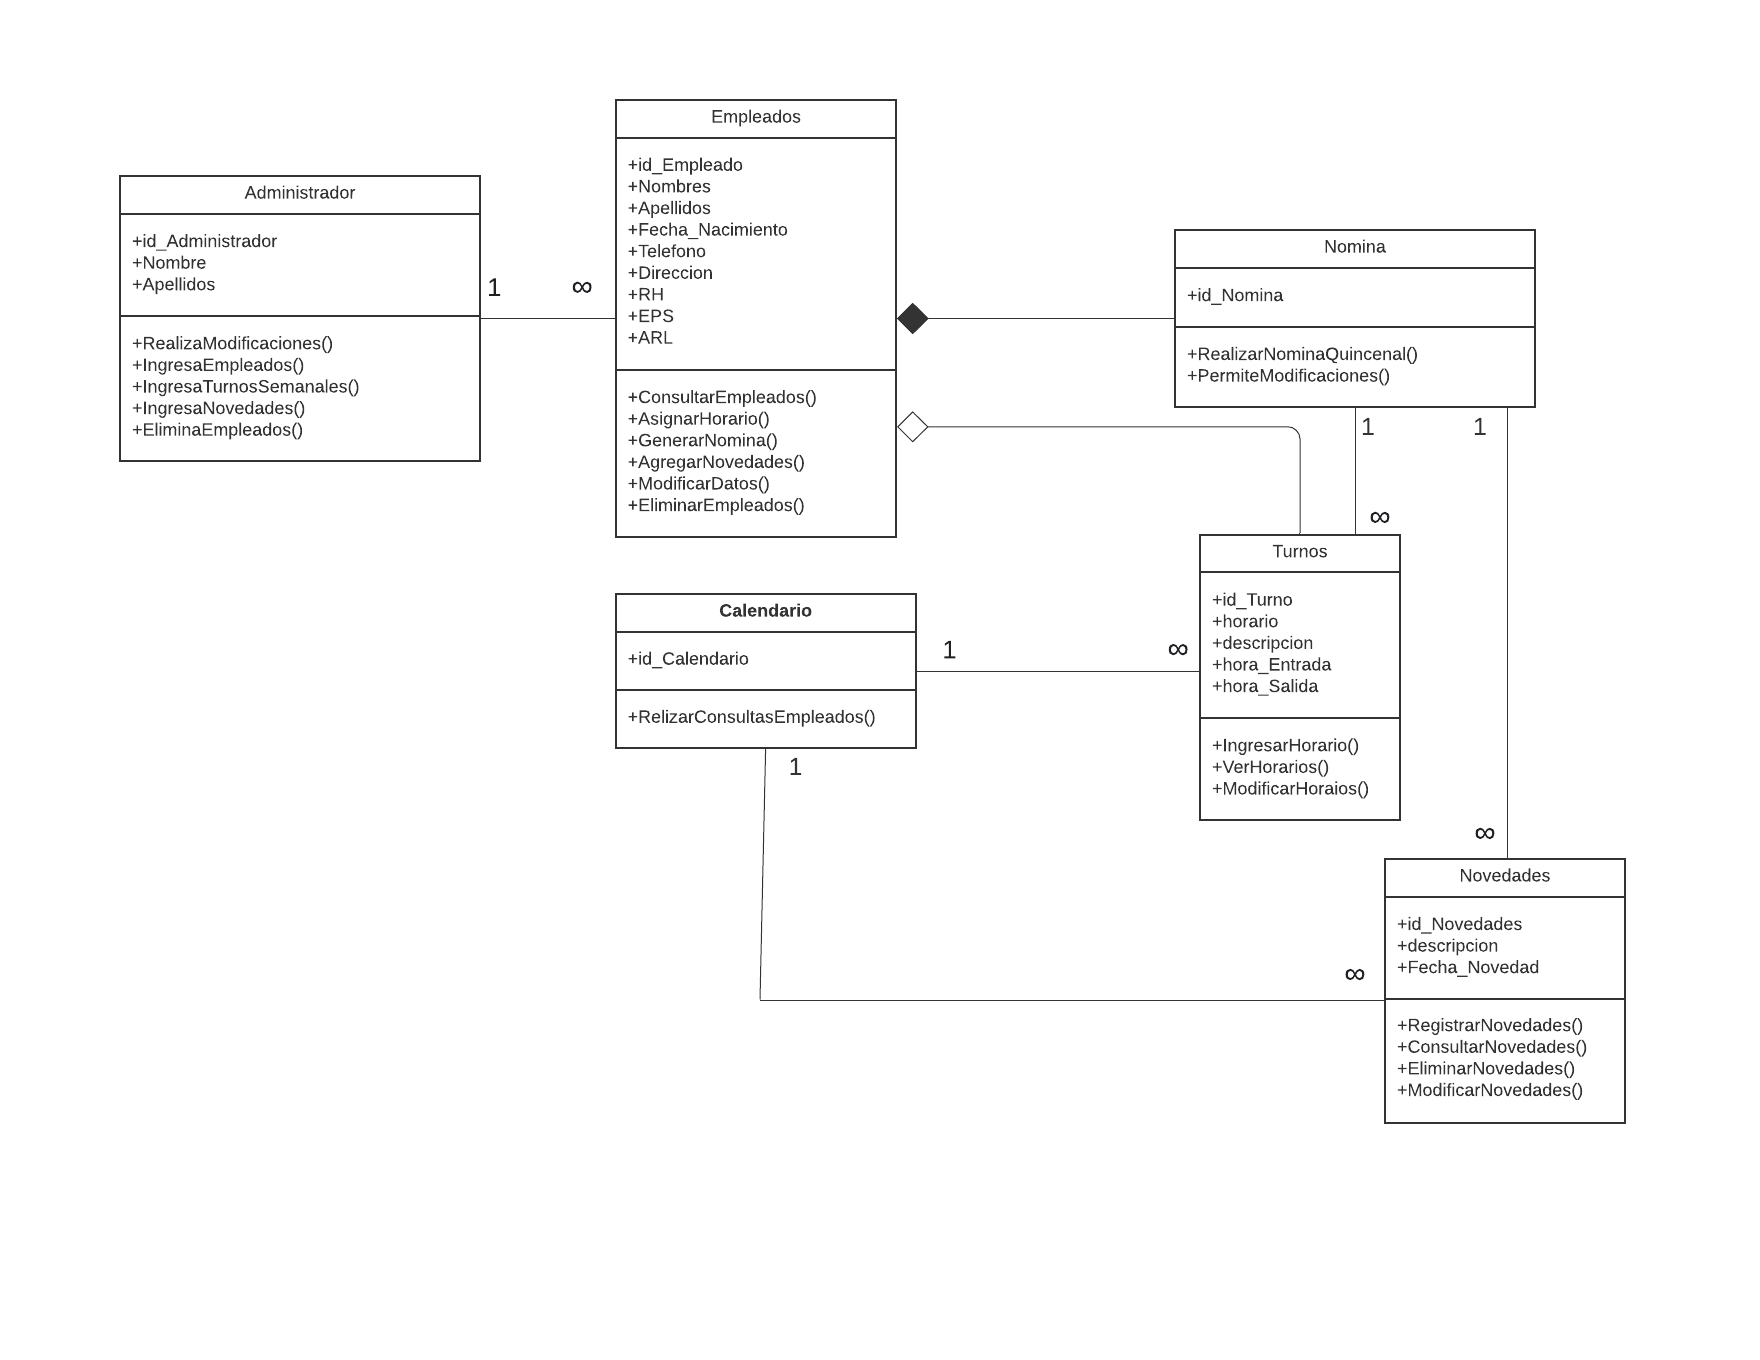 Empleados
+id_Empleado
+Nombres
+Apellidos
+Fecha_Nacimiento
+Telefono
+Direccion
+RH
+EPS
+ARL
+ConsultarEmpleados()
+AsignarHorario()
+GenerarNomina()
+AgregarNovedades()
+ModificarDatos()
+EliminarEmpleados()
Administrador
+id_Administrador
+Nombre
+Apellidos
+RealizaModificaciones()
+IngresaEmpleados()
+IngresaTurnosSemanales()
+IngresaNovedades()
+EliminaEmpleados()
1
∞
Nomina
+id_Nomina
+RealizarNominaQuincenal()
+PermiteModificaciones()
1
1
∞
Turnos
+id_Turno
+horario
+descripcion
+hora_Entrada
+hora_Salida
+IngresarHorario()
+VerHorarios()
+ModificarHoraios()
Calendario
+id_Calendario
+RelizarConsultasEmpleados()
1
∞
1
∞
Novedades
+id_Novedades
+descripcion
+Fecha_Novedad
+RegistrarNovedades()
+ConsultarNovedades()
+EliminarNovedades()
+ModificarNovedades()
∞